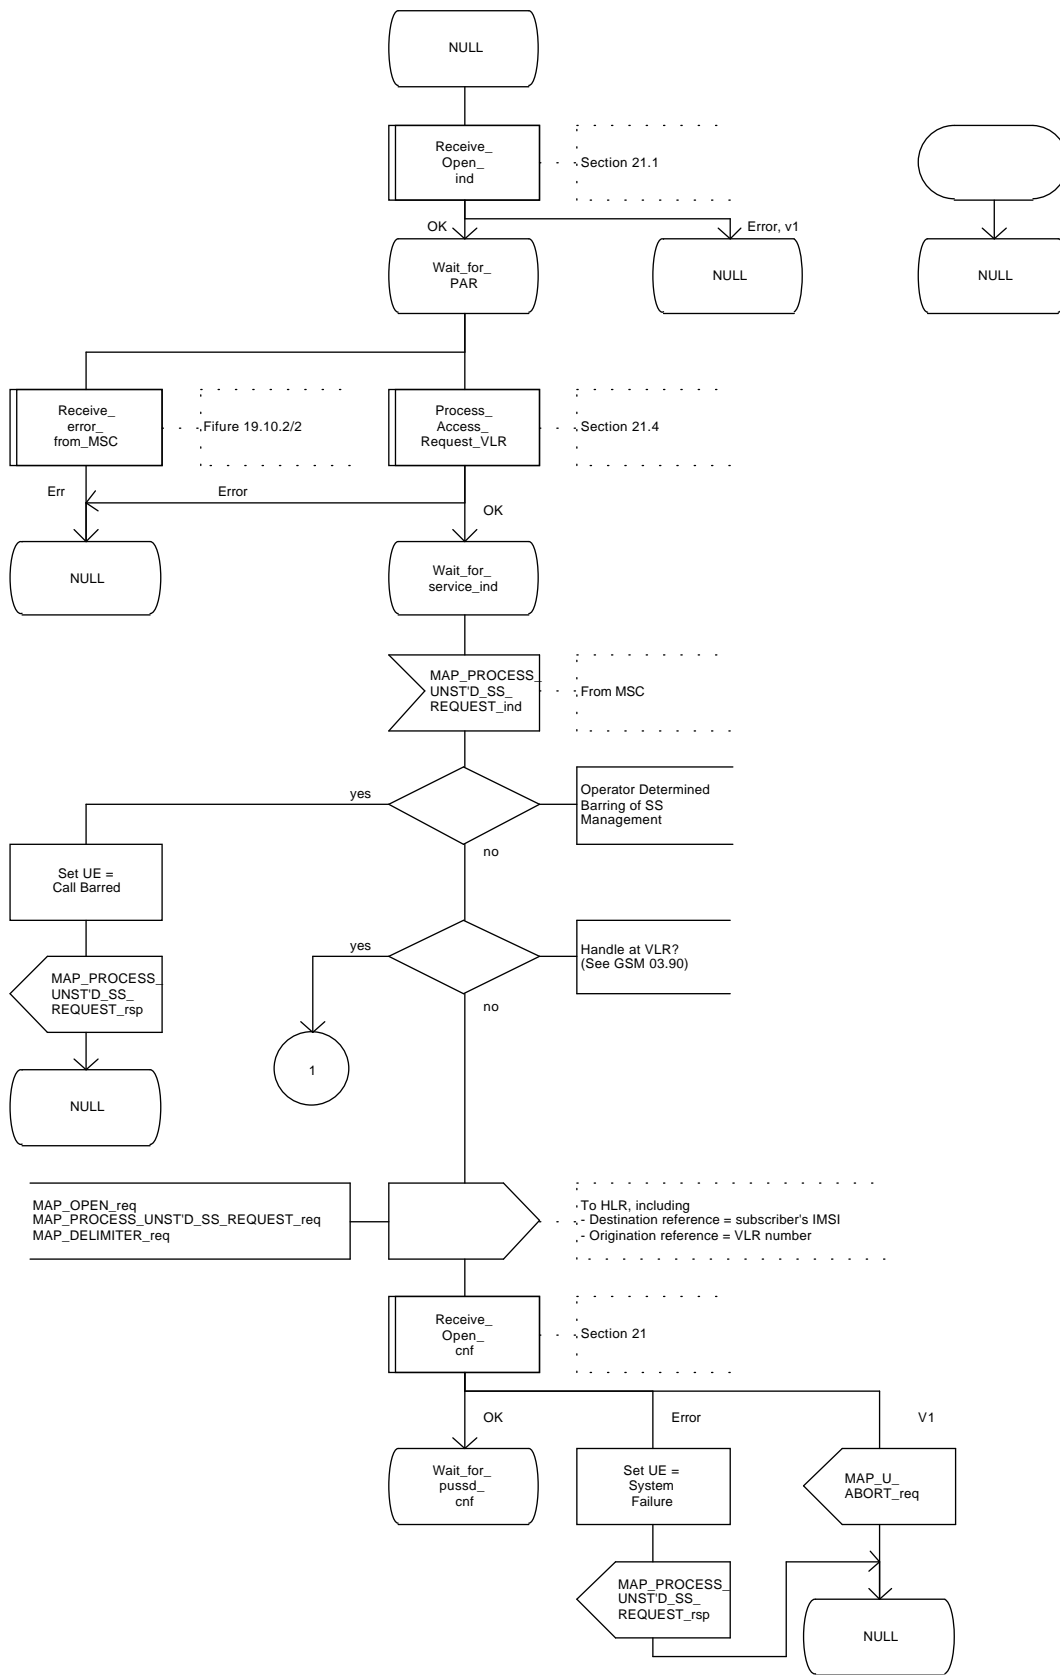 NULL
Receive_
Open_
ind
Section 21.1
OK
Error, v1
Wait_for_
PAR
NULL
NULL
Receive_
error_
from_MSC
Fifure 19.10.2/2
Process_
Access_
Request_VLR
Section 21.4
Err
Error
OK
NULL
Wait_for_
service_ind
MAP_PROCESS_
UNST'D_SS_
REQUEST_ind
From MSC
yes
Operator Determined
Barring of SS
Management
no
Set UE =
Call Barred
yes
Handle at VLR?
(See GSM 03.90)
MAP_PROCESS_
UNST'D_SS_
REQUEST_rsp
no
1
NULL
MAP_OPEN_req
MAP_PROCESS_UNST'D_SS_REQUEST_req
MAP_DELIMITER_req
To HLR, including
- Destination reference = subscriber's IMSI
- Origination reference = VLR number
Receive_
Open_
cnf
Section 21
OK
Error
V1
Wait_for_
pussd_
cnf
Set UE =
System
Failure
MAP_U_
ABORT_req
MAP_PROCESS_
UNST'D_SS_
REQUEST_rsp
NULL